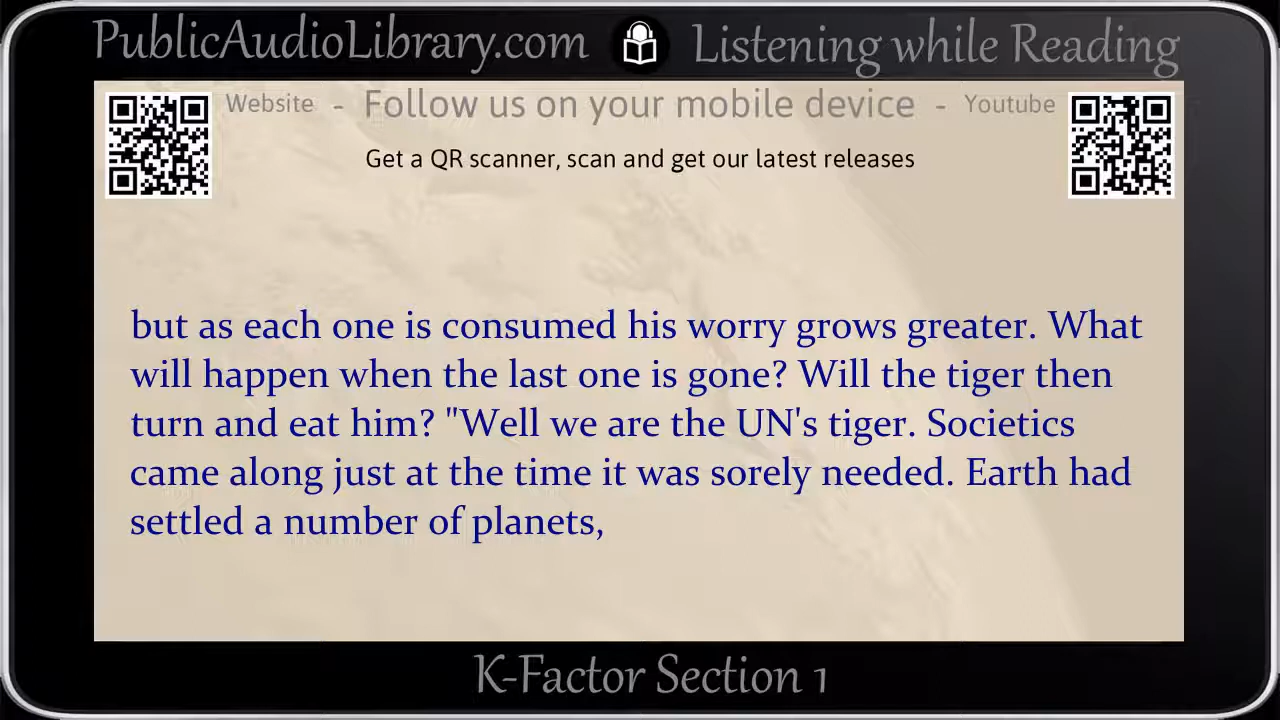 PublicAudioLibrary.com Listening while Reading
Website - Follow us on your mobile device - Youtube
Get a QR scanner, scan and get our latest releases
but as each one is consumed his worry grows greater. What
will happen when the last one is gone? Will the tiger then
turn and eat him? "Well we are the UN's tiger. Societics
came along just at the time it was sorely needed. Earth had
settled a number of planets,
K-Factor Section 1